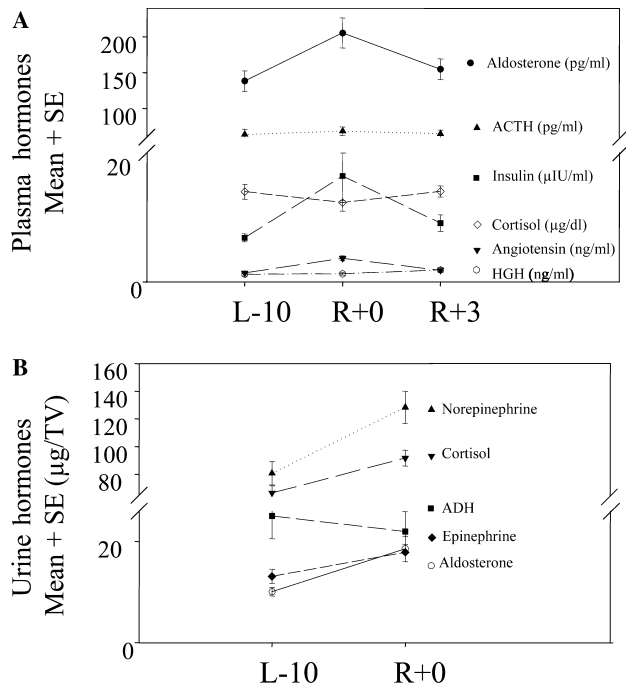 A
Plasma hormones
Mean + SE
200
150
100
20
0
Aldosterone (pg/ml)
ACTH (pg/ml)
Insulin (µIU/ml)
Cortisol (µg/dl)
Angiotensin (ng/ml)
HGH (ng/ml)
L-10
R+0
R+3
B
Urine hormones
Mean + SE (µg/TV)
160
140
120
100
80
20
0
Norepinephrine
Cortisol
ADH
Epinephrine
Aldosterone
L-10
R+0